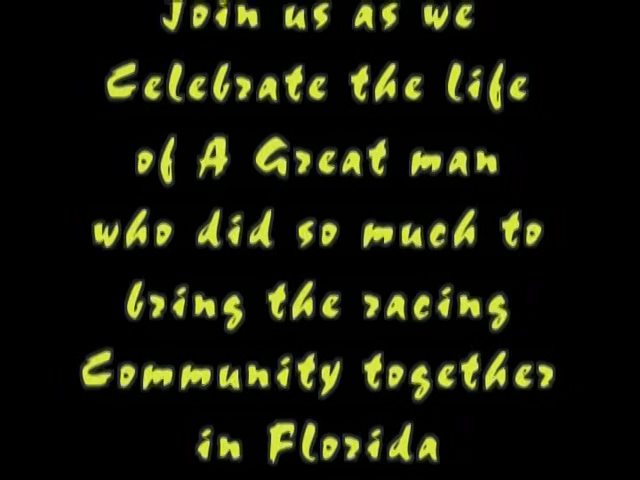 Join us as we
Celebrate the life
of A Great man
who did so much to
bring the racing
Community together
in Florida